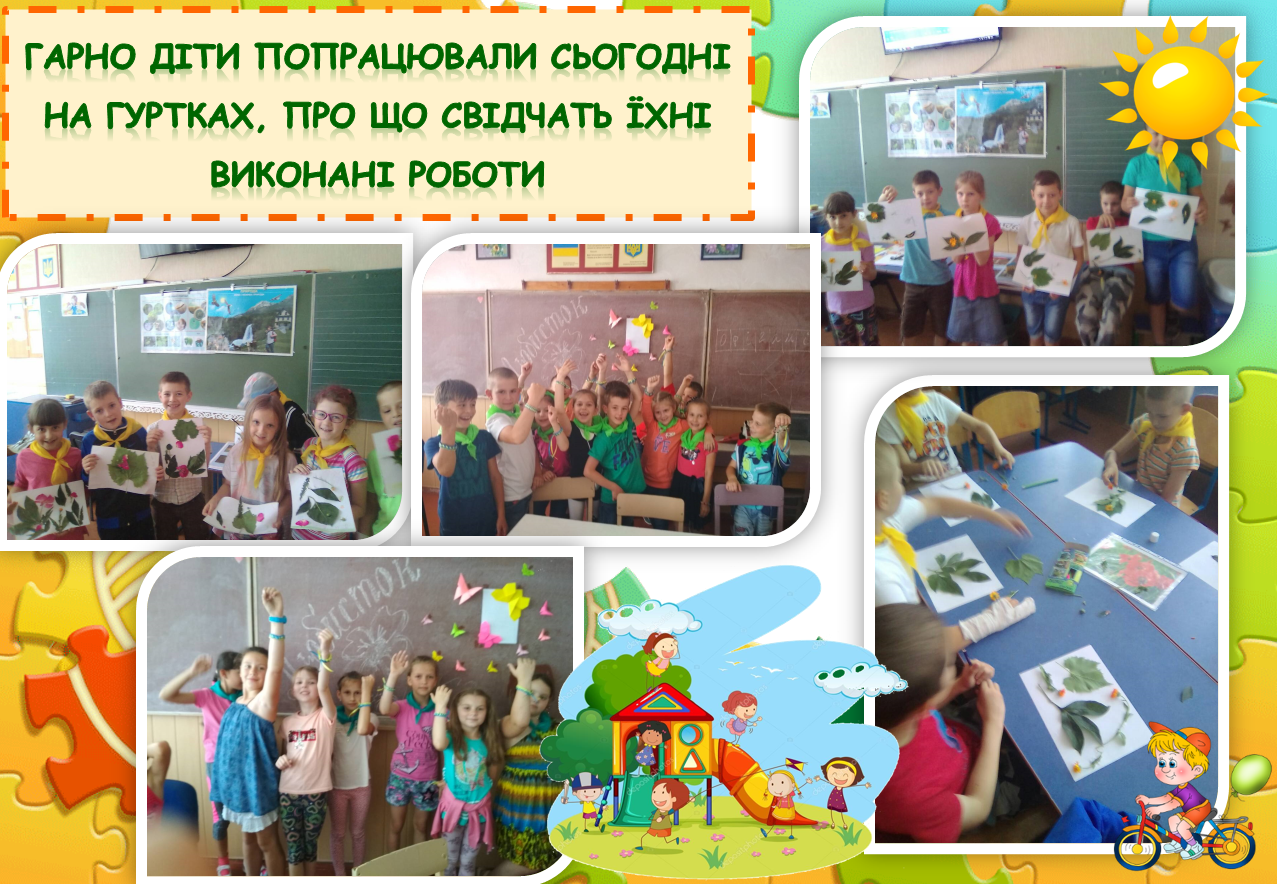 ГАРНО ДІТИ ПОПРАЦЮВАЛИ СЬОГОДНІ
НА ГУРТКАХ, ПРО ЩО СВІДЧАТЬ ЇХНІ
ВИКОНАНІ РОБОТИ